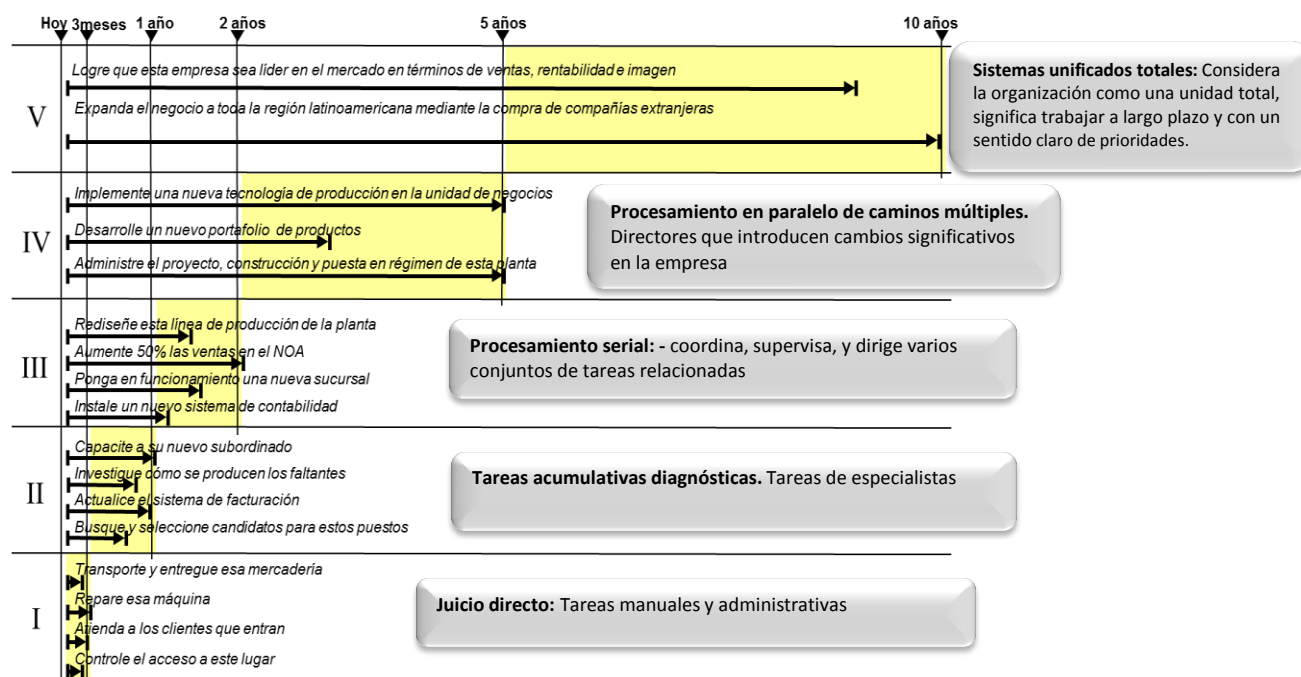 Hoy 3meses 1 año 2 años 5 años 10 años
V
Logre que esta empresa sea líder en el mercado en términos de ventas, rentabilidad e imagen
Expanda el negocio a toda la región latinoamericana mediante la compra de compañías extranjeras
Sistemas unificados totales: Considera
la organización como una unidad total,
significa trabajar a largo plazo y con un
sentido claro de prioridades.
IV
Implemente una nueva tecnología de producción en la unidad de negocios
Desarrolle un nuevo portafolio de productos
Administre el proyecto, construcción y puesta en régimen de esta planta
Procesamiento en paralelo de caminos múltiples.
Directores que introducen cambios significativos
en la empresa
III
Rediseñe esta línea de producción de la planta
Aumente 50% las ventas en el NOA
Ponga en funcionamiento una nueva sucursal
Instale un nuevo sistema de contabilidad
Procesamiento serial: - coordina, supervisa, y dirige varios
conjuntos de tareas relacionadas
II
Capacite a su nuevo subordinado
Investigue cómo se producen los faltantes
Actualice el sistema de facturación
Busque y seleccione candidatos para estos puestos
Tareas acumulativas diagnósticas. Tareas de especialistas
I
Transporte y entregue esa mercadería
Repare esa máquina
Atienda a los clientes que entran
Controle el acceso a este lugar
Juicio directo: Tareas manuales y administrativas